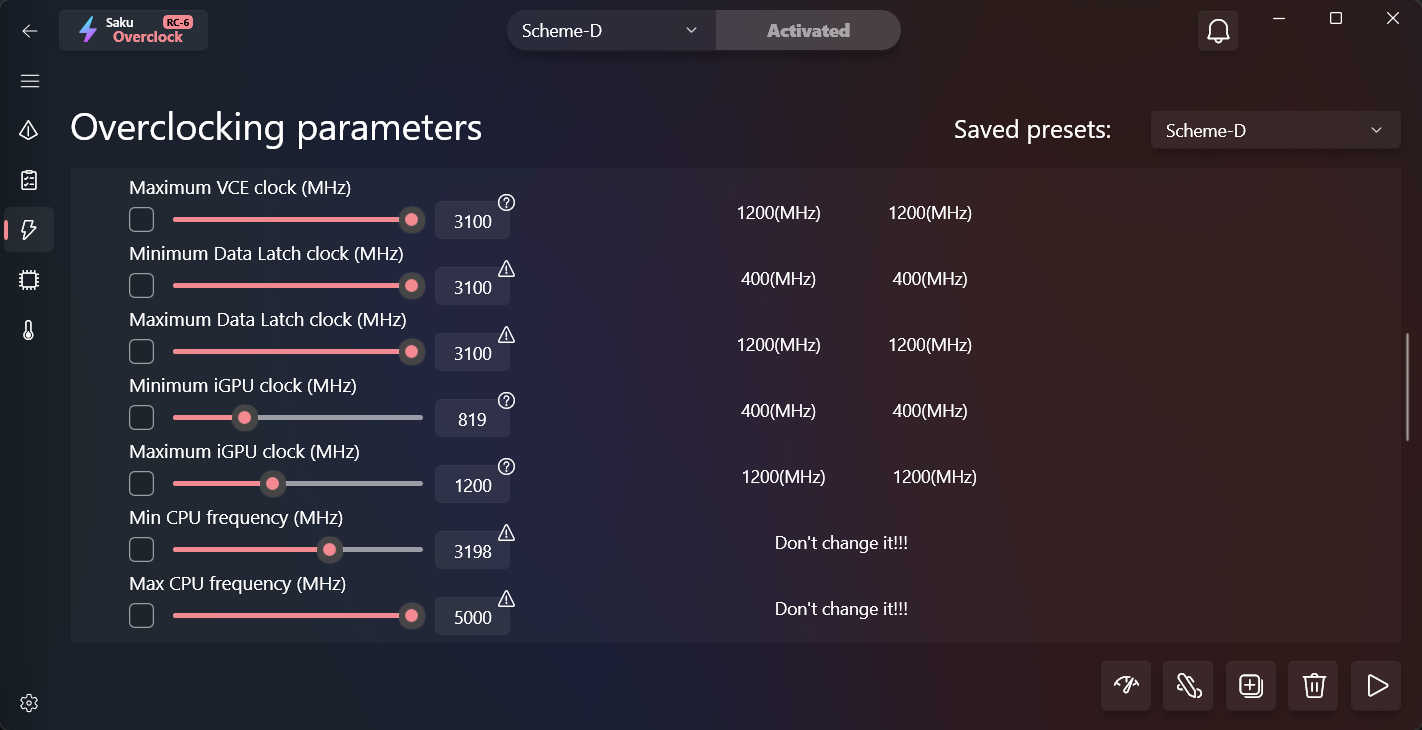 Saku RC-6
Overclock
Scheme-D
Activated
Overclocking parameters
Saved presets:
Scheme-D
Maximum VCE clock (MHz)
3100
1200(MHz) 1200(MHz)
Minimum Data Latch clock (MHz)
3100
400(MHz) 400(MHz)
Maximum Data Latch clock (MHz)
3100
1200(MHz) 1200(MHz)
Minimum iGPU clock (MHz)
819
400(MHz) 400(MHz)
Maximum iGPU clock (MHz)
1200
1200(MHz) 1200(MHz)
Min CPU frequency (MHz)
3198
Don't change it!!!
Max CPU frequency (MHz)
5000
Don't change it!!!